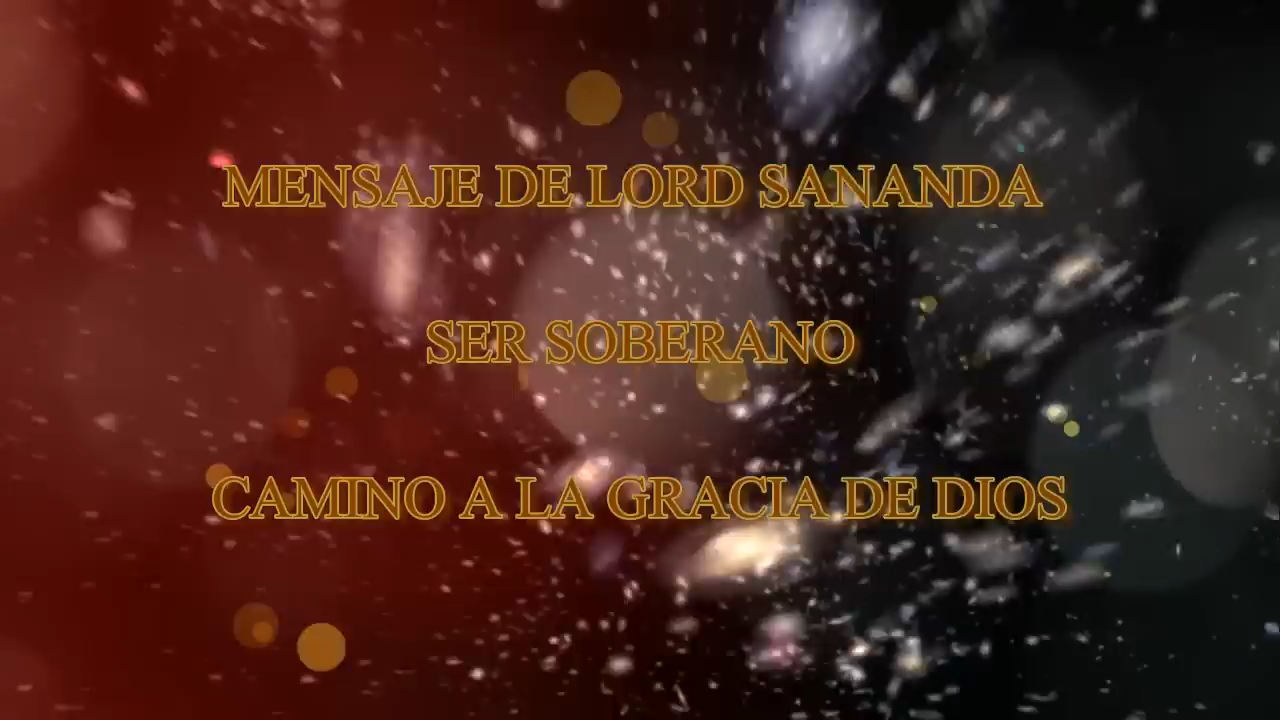 MENSAJE DE LORD SANANDA
SER SOBERANO
CAMINO A LA GRACIA DE DIOS